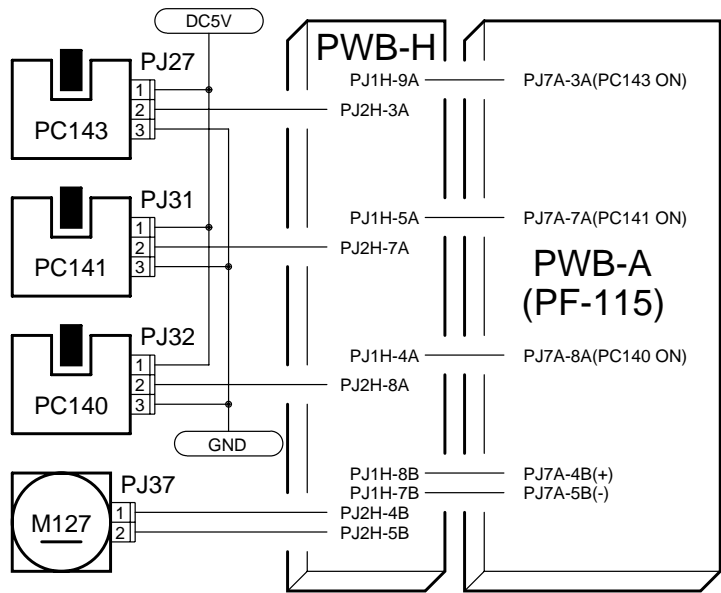 DC5V
PWB-H
PJ27
1
2
3
PC143
PJ1H-9A
PJ7A-3A(PC143 ON)
PJ2H-3A
PJ31
1
2
3
PC141
PJ1H-5A
PJ7A-7A(PC141 ON)
PJ2H-7A
PWB-A
(PF-115)
PJ32
1
2
3
PC140
PJ1H-4A
PJ7A-8A(PC140 ON)
PJ2H-8A
GND
PJ37
1
2
M127
PJ1H-8B
PJ7A-4B(+)
PJ1H-7B
PJ7A-5B(-)
PJ2H-4B
PJ2H-5B